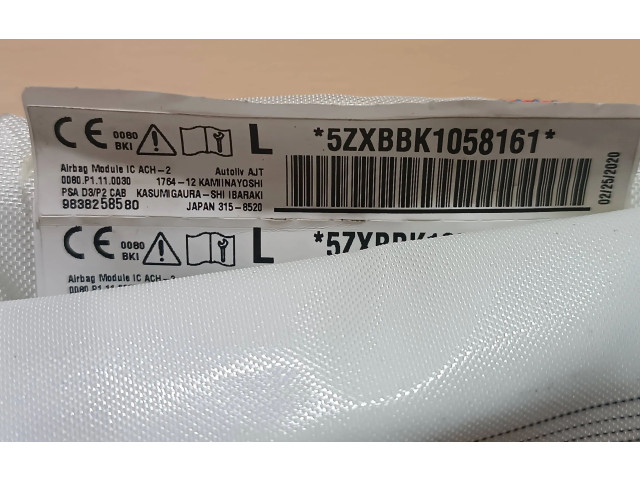 CE 0080 BKI L *5ZXBBK1058161*
Airbag Module IC ACH-2 Autoliv AJT
0080.P1.11.0030 1764-12 KAMIINAYOSHI
PSA D3/P2 CAB KASUMIGAURA-SHI IBARAKI
9838258580 JAPAN 315-8520
02/25/2020
CE 0080 BKI L
Airbag Module IC ACH-2